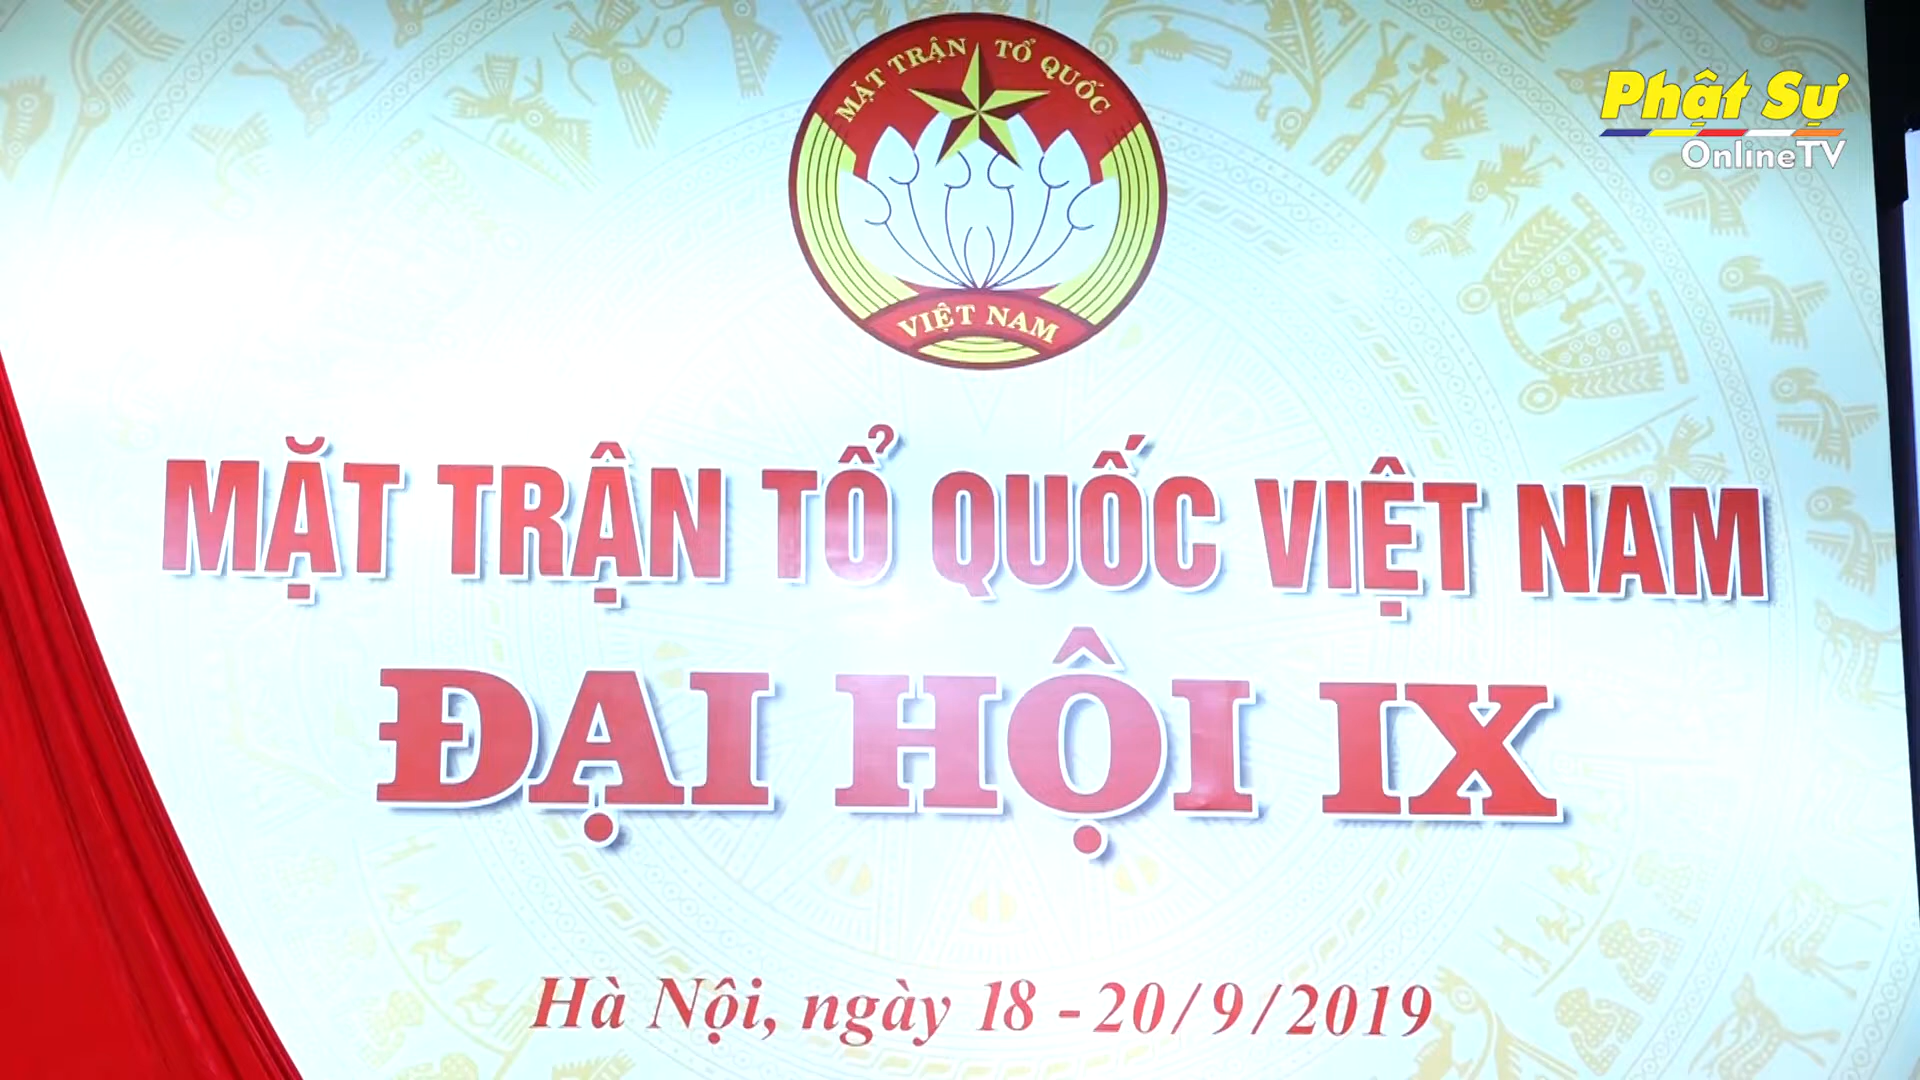 MẶT TRẬN TỔ QUỐC
VIỆT NAM
Phật Sự
OnlineTV
MẶT TRẬN TỔ QUỐC VIỆT NAM
ĐẠI HỘI IX
Hà Nội, ngày 18 - 20/9/2019